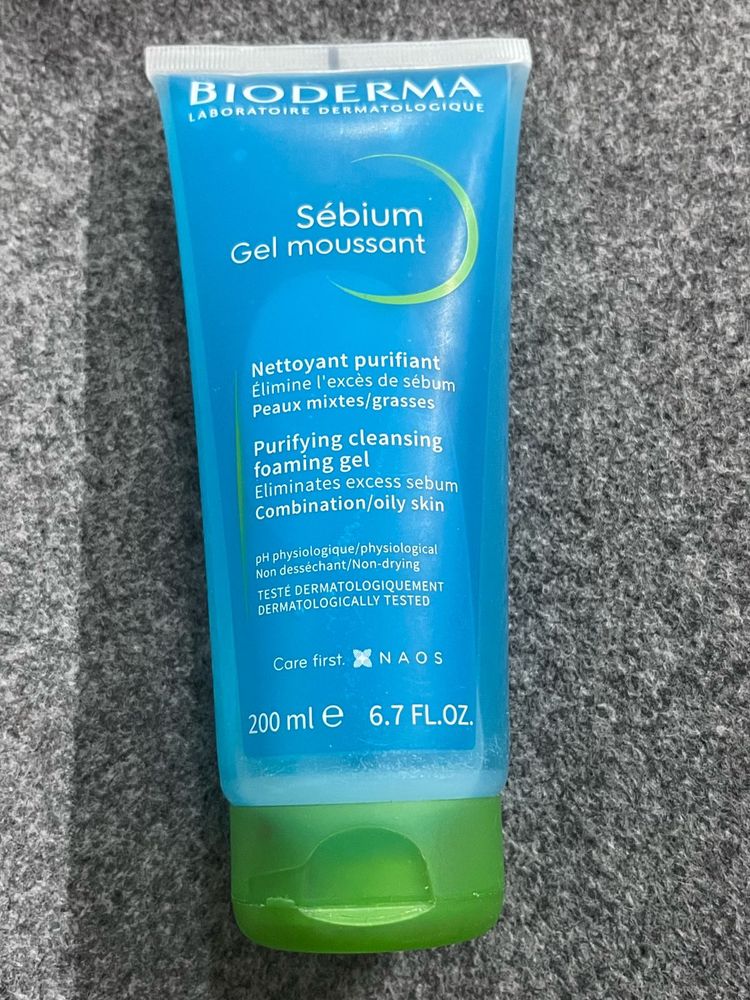 BIODERMA
LABORATOIRE DERMATOLOGIQUE
Sébium
Gel moussant
Nettoyant purifiant
Élimine l'excès de sébum
Peaux mixtes/grasses
Purifying cleansing
foaming gel
Eliminates excess sebum
Combination/oily skin
pH physiologique/physiological
Non desséchant/Non-drying
TESTÉ DERMATOLOGIQUEMENT
DERMATOLOGICALLY TESTED
Care first. NAOS
200 ml ℮ 6.7 FL.OZ.